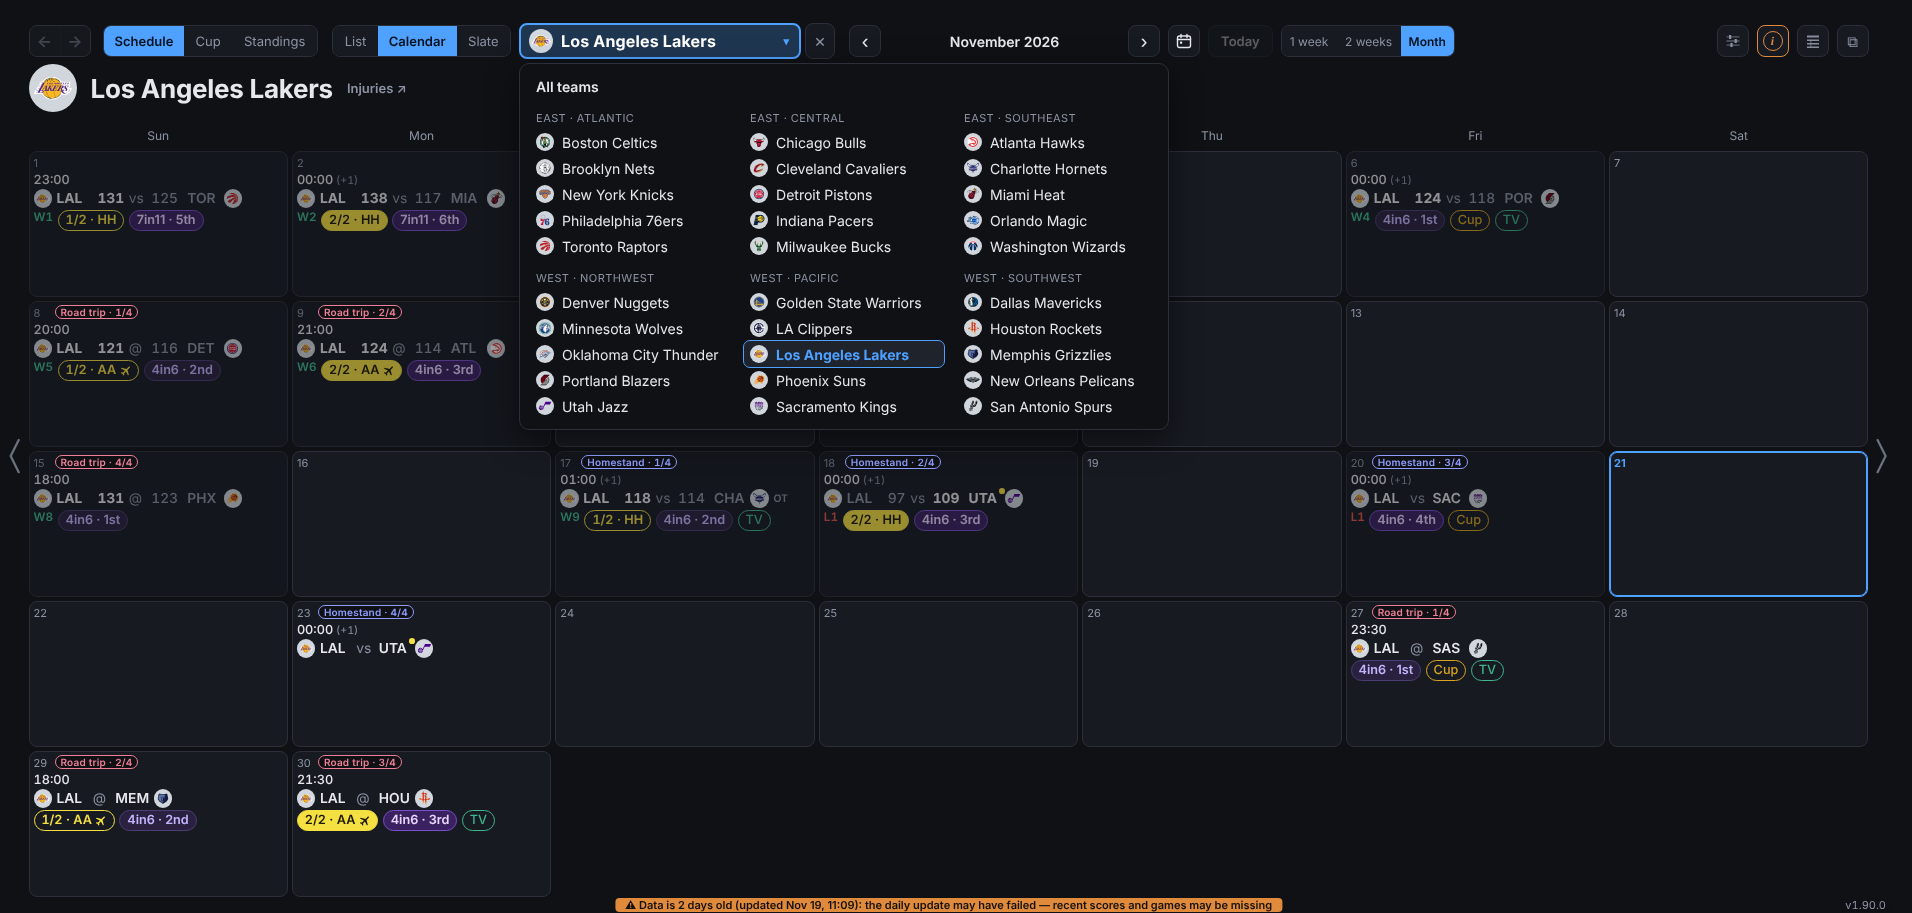 Schedule Cup Standings List Calendar Slate Los Angeles Lakers ▾ × ‹ November 2026 › Today 1 week 2 weeks Month
Los Angeles Lakers Injuries ↗
All teams
EAST · ATLANTIC
Boston Celtics
Brooklyn Nets
New York Knicks
Philadelphia 76ers
Toronto Raptors
EAST · CENTRAL
Chicago Bulls
Cleveland Cavaliers
Detroit Pistons
Indiana Pacers
Milwaukee Bucks
EAST · SOUTHEAST
Atlanta Hawks
Charlotte Hornets
Miami Heat
Orlando Magic
Washington Wizards
WEST · NORTHWEST
Denver Nuggets
Minnesota Wolves
Oklahoma City Thunder
Portland Blazers
Utah Jazz
WEST · PACIFIC
Golden State Warriors
LA Clippers
Los Angeles Lakers
Phoenix Suns
Sacramento Kings
WEST · SOUTHWEST
Dallas Mavericks
Houston Rockets
Memphis Grizzlies
New Orleans Pelicans
San Antonio Spurs
Sun Mon Thu Fri Sat
1
23:00
LAL 131 vs 125 TOR
W1 1/2 · HH 7in11 · 5th
2
00:00 (+1)
LAL 138 vs 117 MIA
W2 2/2 · HH 7in11 · 6th
6
00:00 (+1)
LAL 124 vs 118 POR
W4 4in6 · 1st Cup TV
7
8 Road trip · 1/4
20:00
LAL 121 @ 116 DET
W5 1/2 · AA 4in6 · 2nd
9 Road trip · 2/4
21:00
LAL 124 @ 114 ATL
W6 2/2 · AA 4in6 · 3rd
13
14
15 Road trip · 4/4
18:00
LAL 131 @ 123 PHX
W8 4in6 · 1st
16
17 Homestand · 1/4
01:00 (+1)
LAL 118 vs 114 CHA OT
W9 1/2 · HH 4in6 · 2nd TV
18 Homestand · 2/4
00:00 (+1)
LAL 97 vs 109 UTA
L1 2/2 · HH 4in6 · 3rd
19
20 Homestand · 3/4
00:00 (+1)
LAL vs SAC
L1 4in6 · 4th Cup
21
22
23 Homestand · 4/4
00:00 (+1)
LAL vs UTA
24
25
26
27 Road trip · 1/4
23:30
LAL @ SAS
4in6 · 1st Cup TV
28
29 Road trip · 2/4
18:00
LAL @ MEM
1/2 · AA 4in6 · 2nd
30 Road trip · 3/4
21:30
LAL @ HOU
2/2 · AA 4in6 · 3rd TV
⚠ Data is 2 days old (updated Nov 19, 11:09): the daily update may have failed — recent scores and games may be missing
v1.90.0